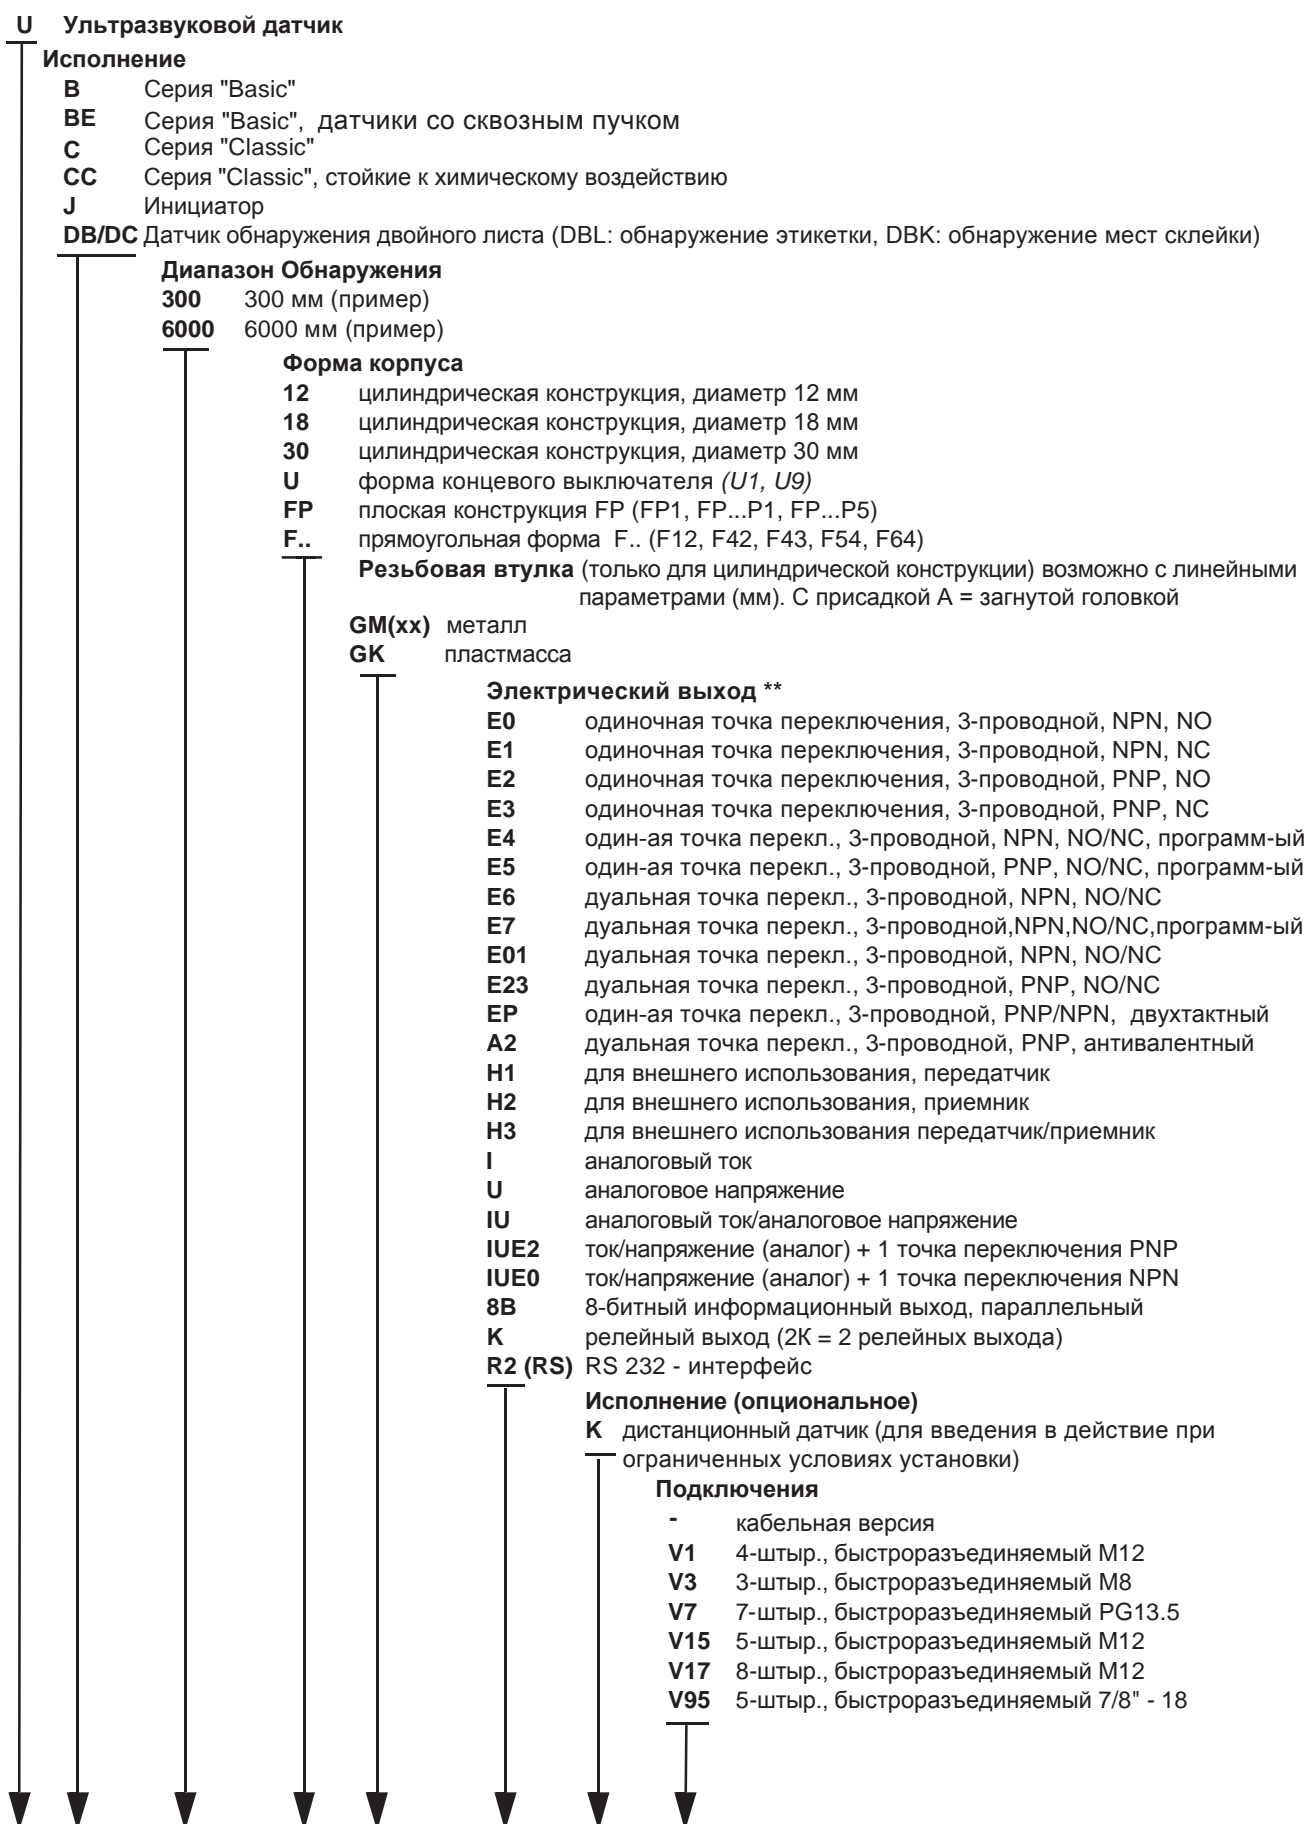 U Ультразвуковой датчик
Исполнение
B Серия "Basic"
BE Серия "Basic", датчики со сквозным пучком
C Серия "Classic"
CC Серия "Classic", стойкие к химическому воздействию
J Инициатор
DB/DC Датчик обнаружения двойного листа (DBL: обнаружение этикетки, DBK: обнаружение мест склейки)
Диапазон Обнаружения
300 300 мм (пример)
6000 6000 мм (пример)
Форма корпуса
12 цилиндрическая конструкция, диаметр 12 мм
18 цилиндрическая конструкция, диаметр 18 мм
30 цилиндрическая конструкция, диаметр 30 мм
U форма концевого выключателя (U1, U9)
FP плоская конструкция FP (FP1, FP...P1, FP...P5)
F.. прямоугольная форма F.. (F12, F42, F43, F54, F64)
Резьбовая втулка (только для цилиндрической конструкции) возможно с линейными
параметрами (мм). С присадкой А = загнутой головкой
GM(xx) металл
GK пластмасса
Электрический выход **
E0 одиночная точка переключения, 3-проводной, NPN, NO
E1 одиночная точка переключения, 3-проводной, NPN, NC
E2 одиночная точка переключения, 3-проводной, PNP, NO
E3 одиночная точка переключения, 3-проводной, PNP, NC
E4 один-ая точка перекл., 3-проводной, NPN, NO/NC, программ-ый
E5 один-ая точка перекл., 3-проводной, PNP, NO/NC, программ-ый
E6 дуальная точка перекл., 3-проводной, NPN, NO/NC
E7 дуальная точка перекл., 3-проводной,NPN,NO/NC,программ-ый
E01 дуальная точка перекл., 3-проводной, NPN, NO/NC
E23 дуальная точка перекл., 3-проводной, PNP, NO/NC
EP один-ая точка перекл., 3-проводной, PNP/NPN, двухтактный
A2 дуальная точка перекл., 3-проводной, PNP, антивалентный
H1 для внешнего использования, передатчик
H2 для внешнего использования, приемник
H3 для внешнего использования передатчик/приемник
I аналоговый ток
U аналоговое напряжение
IU аналоговый ток/аналоговое напряжение
IUE2 ток/напряжение (аналог) + 1 точка переключения PNP
IUE0 ток/напряжение (аналог) + 1 точка переключения NPN
8B 8-битный информационный выход, параллельный
K релейный выход (2К = 2 релейных выхода)
R2 (RS) RS 232 - интерфейс
Исполнение (опциональное)
K дистанционный датчик (для введения в действие при
ограниченных условиях установки)
Подключения
- кабельная версия
V1 4-штыр., быстроразъединяемый M12
V3 3-штыр., быстроразъединяемый M8
V7 7-штыр., быстроразъединяемый PG13.5
V15 5-штыр., быстроразъединяемый M12
V17 8-штыр., быстроразъединяемый M12
V95 5-штыр., быстроразъединяемый 7/8" - 18